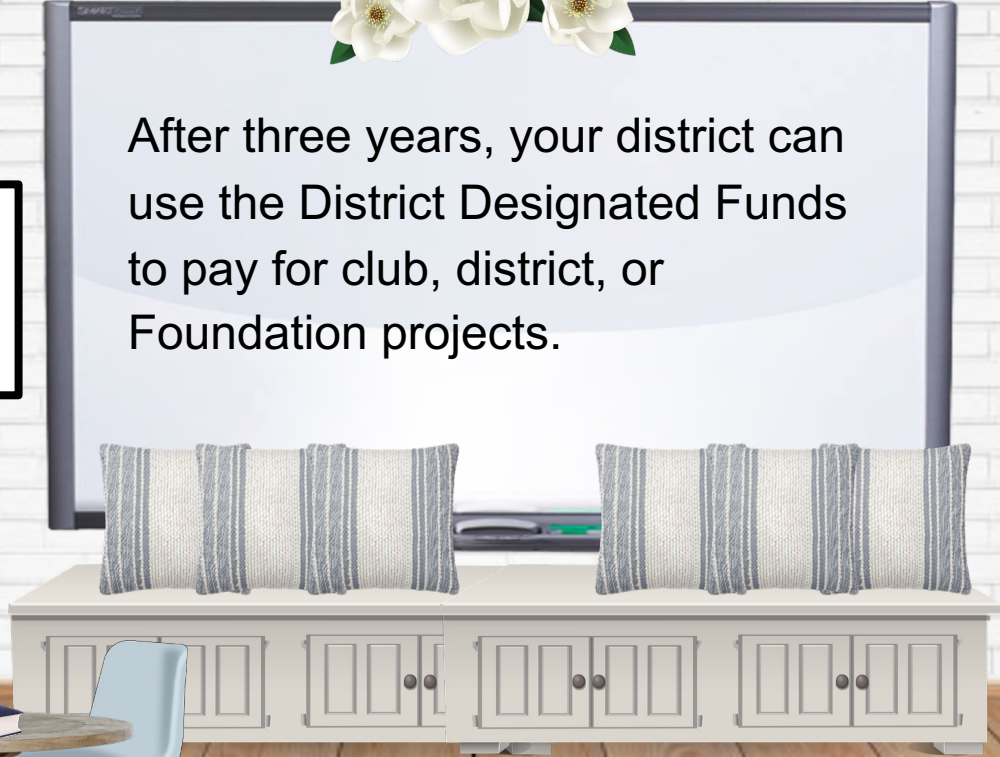 After three years, your district can
use the District Designated Funds
to pay for club, district, or
Foundation projects.